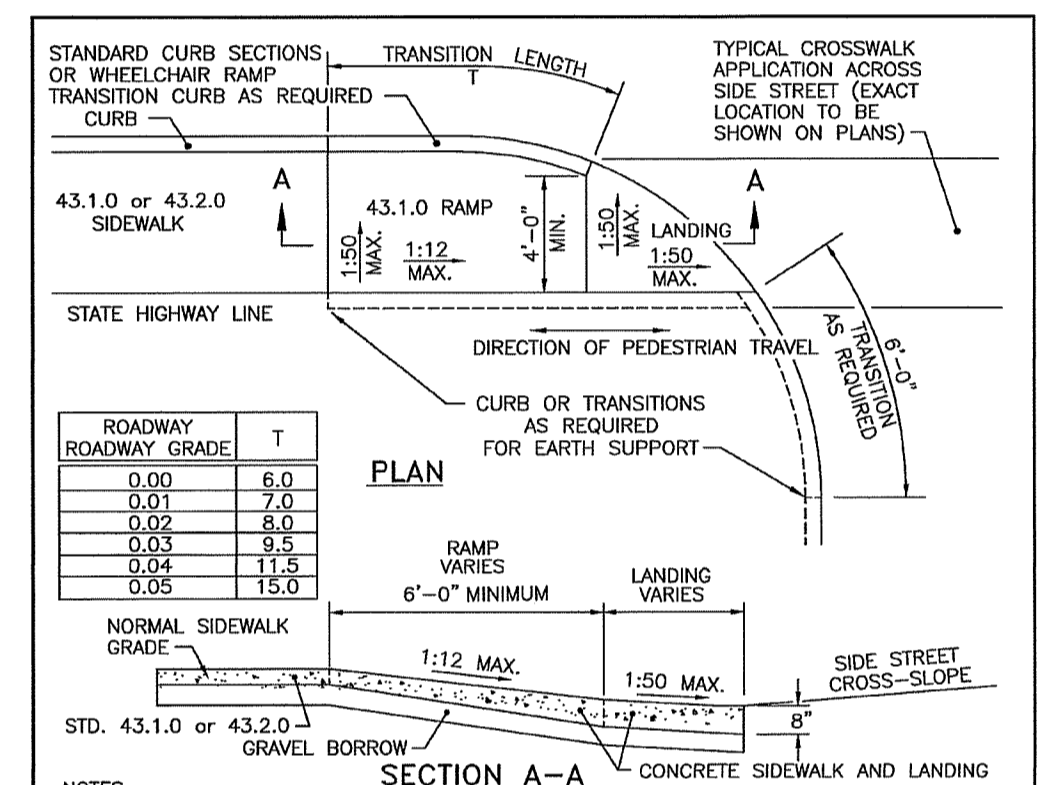 STANDARD CURB SECTIONS
OR WHEELCHAIR RAMP
TRANSITION CURB AS REQUIRED
CURB
TRANSITION LENGTH
T
TYPICAL CROSSWALK
APPLICATION ACROSS
SIDE STREET (EXACT
LOCATION TO BE
SHOWN ON PLANS)
A
A
43.1.0 or 43.2.0
SIDEWALK
43.1.0 RAMP
1:50
MAX.
1:12
MAX.
4'-0"
MIN.
1:50
MAX.
LANDING
1:50
MAX.
STATE HIGHWAY LINE
DIRECTION OF PEDESTRIAN TRAVEL
6'-0"
TRANSITION
AS REQUIRED
CURB OR TRANSITIONS
AS REQUIRED
FOR EARTH SUPPORT
ROADWAY
ROADWAY GRADE T
0.00 6.0
0.01 7.0
0.02 8.0
0.03 9.5
0.04 11.5
0.05 15.0
PLAN
RAMP
VARIES
6'-0" MINIMUM
LANDING
VARIES
NORMAL SIDEWALK
GRADE
1:12 MAX.
1:50 MAX.
SIDE STREET
CROSS-SLOPE
8"
STD. 43.1.0 or 43.2.0
GRAVEL BORROW
SECTION A-A
CONCRETE SIDEWALK AND LANDING
NOTES